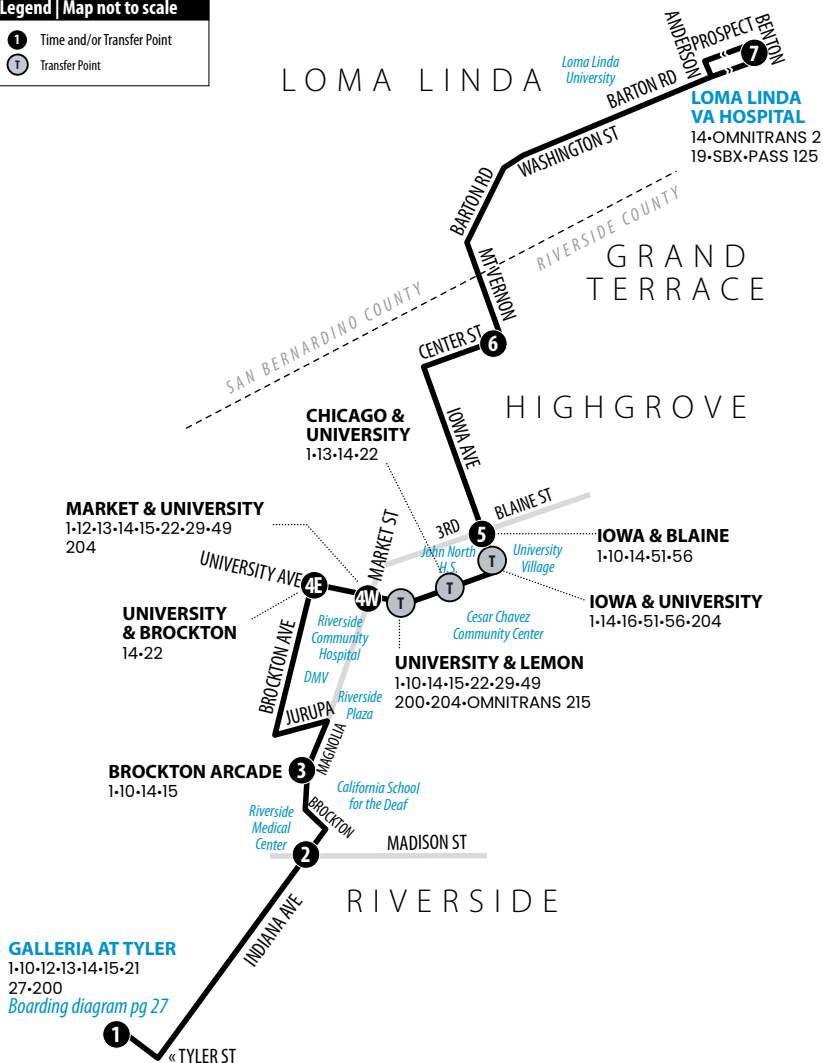 Legend | Map not to scale
1 Time and/or Transfer Point
T Transfer Point
LOMA LINDA
Loma Linda
University
ANDERSON
PROSPECT
BENTON
7
BARTON RD
LOMA LINDA
VA HOSPITAL
14•OMNITRANS 2
19•SBX•PASS 125
WASHINGTON ST
BARTON RD
RIVERSIDE COUNTY
SAN BERNARDINO COUNTY
GRAND
TERRACE
MT VERNON
CENTER ST
6
HIGHGROVE
IOWA AVE
CHICAGO &
UNIVERSITY
1•13•14•22
MARKET & UNIVERSITY
1•12•13•14•15•22•29•49
204
MARKET ST
3RD
BLAINE ST
5
IOWA & BLAINE
1•10•14•51•56
John North
H.S.
University
Village
T
T
T
IOWA & UNIVERSITY
1•14•16•51•56•204
UNIVERSITY AVE
4E
4W
UNIVERSITY
& BROCKTON
14•22
Riverside
Community
Hospital
Cesar Chavez
Community Center
UNIVERSITY & LEMON
1•10•14•15•22•29•49
200•204•OMNITRANS 215
BROCKTON AVE
DMV
Riverside
Plaza
JURUPA
MAGNOLIA
BROCKTON ARCADE
1•10•14•15
3
California School
for the Deaf
BROCKTON
Riverside
Medical
Center
2
MADISON ST
RIVERSIDE
INDIANA AVE
GALLERIA AT TYLER
1•10•12•13•14•15•21
27•200
Boarding diagram pg 27
1
« TYLER ST